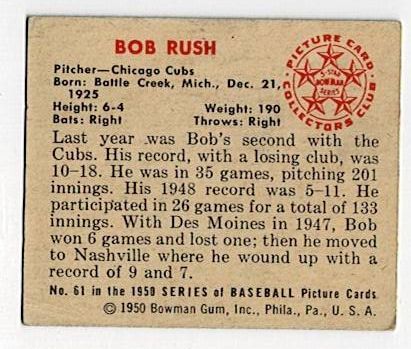 BOB RUSH
Pitcher—Chicago Cubs
Born: Battle Creek, Mich., Dec. 21,
1925
Height: 6-4 Weight: 190
Bats: Right Throws: Right
PICTURE CARD
5-STAR
BOWMAN
SERIES
COLLECTORS CLUB
Last year was Bob's second with the
Cubs. His record, with a losing club, was
10-18. He was in 35 games, pitching 201
innings. His 1948 record was 5-11. He
participated in 26 games for a total of 133
innings. With Des Moines in 1947, Bob
won 6 games and lost one; then he moved
to Nashville where he wound up with a
record of 9 and 7.
No. 61 in the 1950 SERIES of BASEBALL Picture Cards
©1950 Bowman Gum, Inc., Phila., Pa., U. S. A.